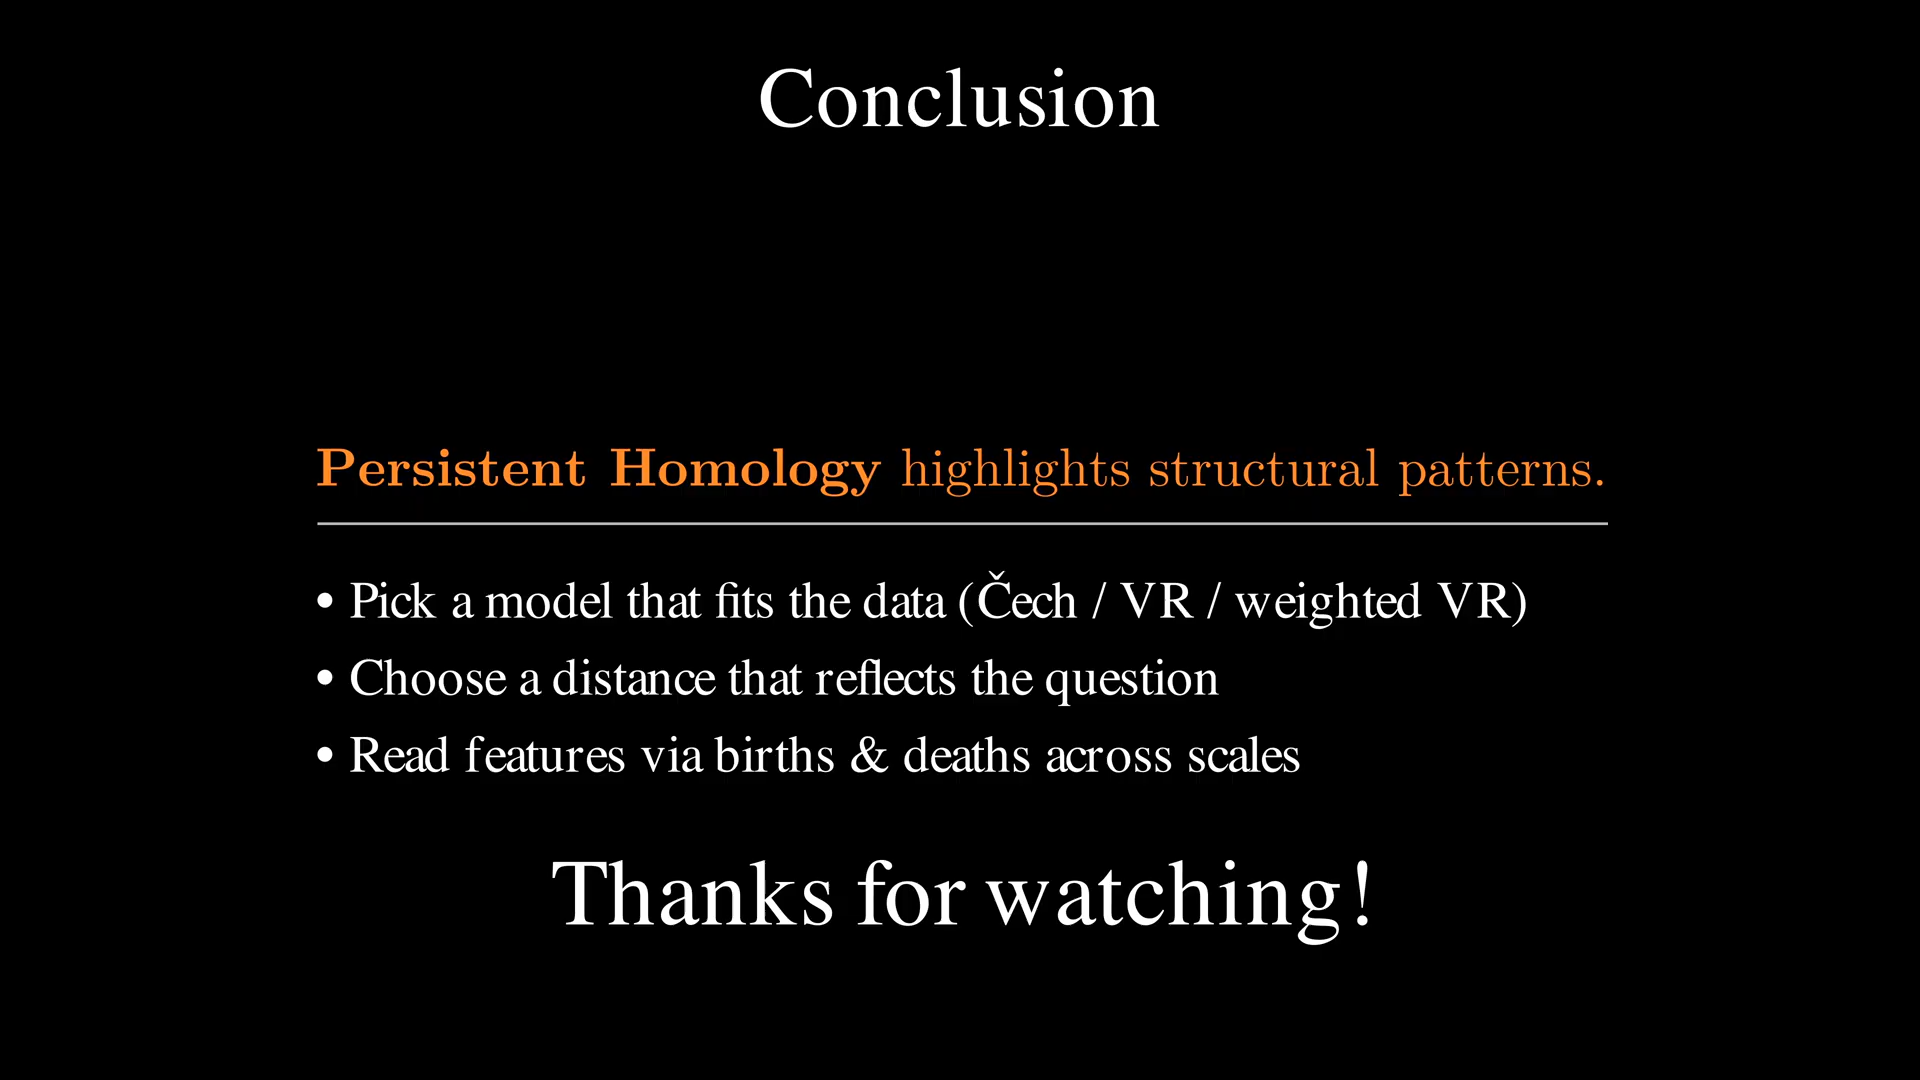 Conclusion
Persistent Homology highlights structural patterns.
• Pick a model that fits the data (Čech / VR / weighted VR)
• Choose a distance that reflects the question
• Read features via births & deaths across scales
Thanks for watching!